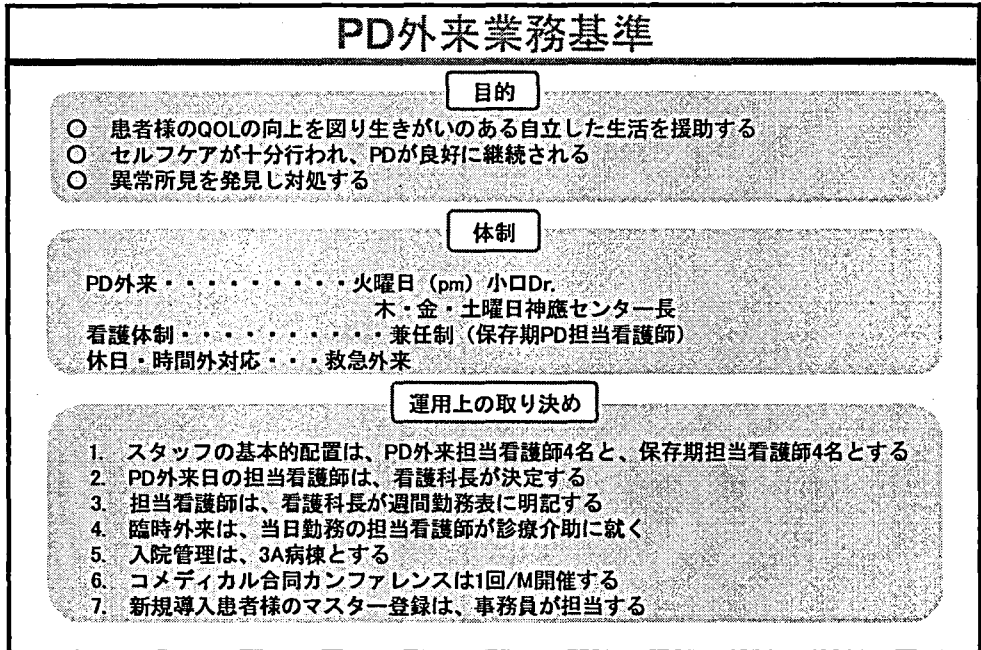 PD外来業務基準
目的
○ 患者様のQOLの向上を図り生きがいのある自立した生活を援助する
○ セルフケアが十分行われ、PDが良好に継続される
○ 異常所見を発見し対処する
体制
PD外来・・・・・・・・・火曜日（pm）小口Dr.
木・金・土曜日神應センター長
看護体制・・・・・・・・・・兼任制（保存期PD担当看護師）
休日・時間外対応・・・救急外来
運用上の取り決め
1. スタッフの基本的配置は、PD外来担当看護師4名と、保存期担当看護師4名とする
2. PD外来日の担当看護師は、看護科長が決定する
3. 担当看護師は、看護科長が週間勤務表に明記する
4. 臨時外来は、当日勤務の担当看護師が診療介助に就く
5. 入院管理は、3A病棟とする
6. コメディカル合同カンファレンスは1回/M開催する
7. 新規導入患者様のマスター登録は、事務員が担当する